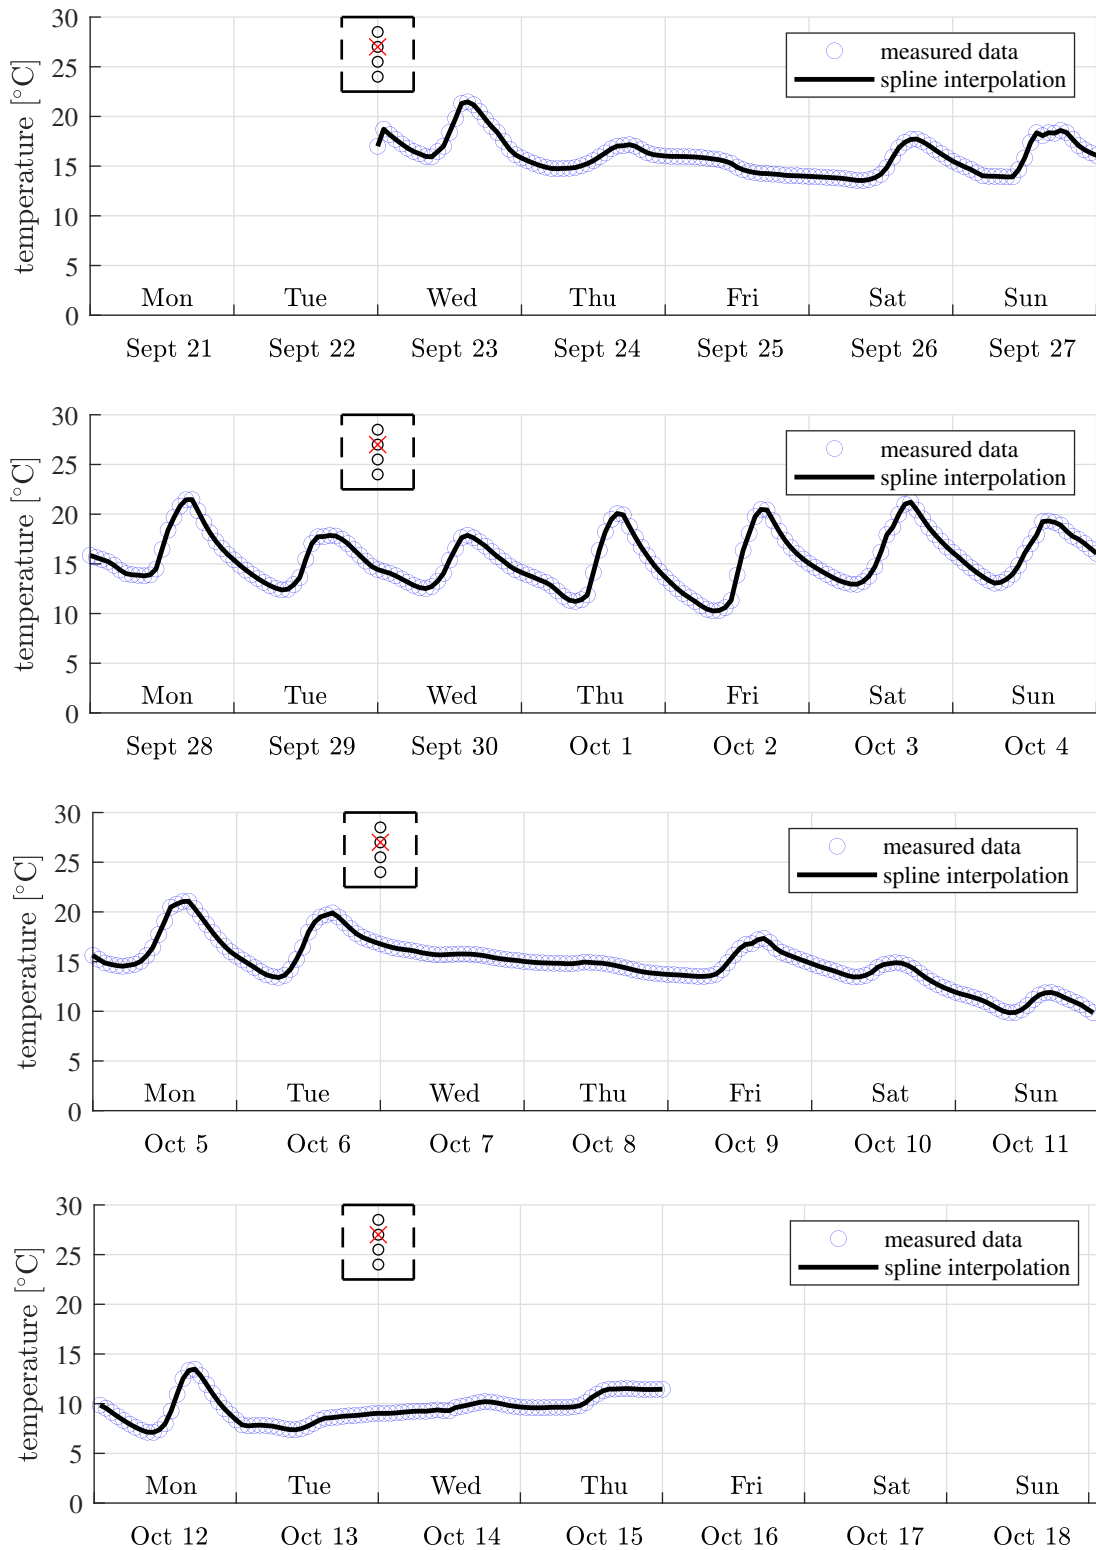 30
measured data
25
spline interpolation
20
15
10
5
0
temperature [°C]
Mon Tue Wed Thu Fri Sat Sun
Sept 21 Sept 22 Sept 23 Sept 24 Sept 25 Sept 26 Sept 27
30
measured data
25
spline interpolation
20
15
10
5
0
temperature [°C]
Mon Tue Wed Thu Fri Sat Sun
Sept 28 Sept 29 Sept 30 Oct 1 Oct 2 Oct 3 Oct 4
30
measured data
25
spline interpolation
20
15
10
5
0
temperature [°C]
Mon Tue Wed Thu Fri Sat Sun
Oct 5 Oct 6 Oct 7 Oct 8 Oct 9 Oct 10 Oct 11
30
measured data
25
spline interpolation
20
15
10
5
0
temperature [°C]
Mon Tue Wed Thu Fri Sat Sun
Oct 12 Oct 13 Oct 14 Oct 15 Oct 16 Oct 17 Oct 18